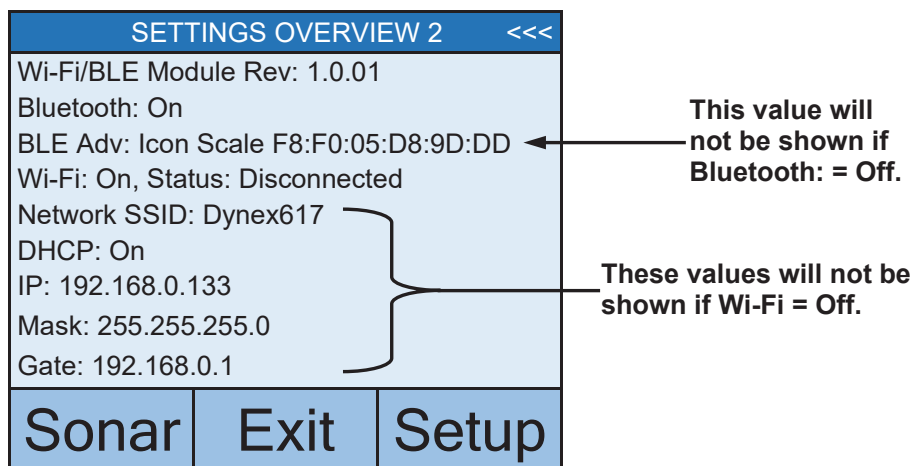 SETTINGS OVERVIEW 2 <<<
Wi-Fi/BLE Module Rev: 1.0.01
Bluetooth: On
BLE Adv: Icon Scale F8:F0:05:D8:9D:DD
Wi-Fi: On, Status: Disconnected
Network SSID: Dynex617
DHCP: On
IP: 192.168.0.133
Mask: 255.255.255.0
Gate: 192.168.0.1
Sonar Exit Setup
This value will
not be shown if
Bluetooth: = Off.
These values will not be
shown if Wi-Fi = Off.